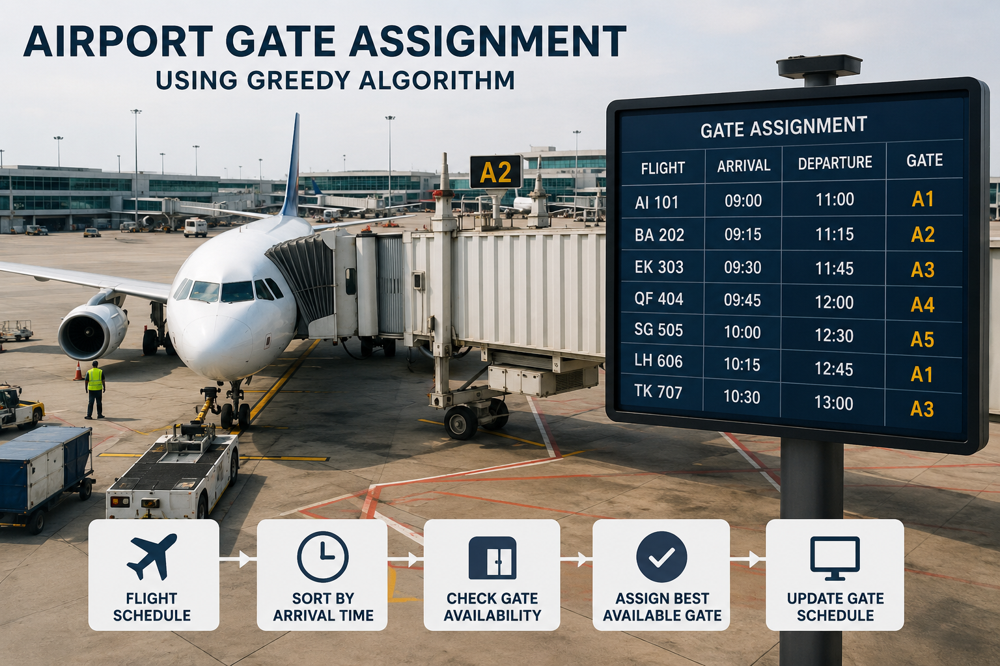 AIRPORT GATE ASSIGNMENT
USING GREEDY ALGORITHM
A2
GATE ASSIGNMENT
FLIGHT ARRIVAL DEPARTURE GATE
AI 101 09:00 11:00 A1
BA 202 09:15 11:15 A2
EK 303 09:30 11:45 A3
QF 404 09:45 12:00 A4
SG 505 10:00 12:30 A5
LH 606 10:15 12:45 A1
TK 707 10:30 13:00 A3
FLIGHT
SCHEDULE
SORT BY
ARRIVAL TIME
CHECK GATE
AVAILABILITY
ASSIGN BEST
AVAILABLE GATE
UPDATE GATE
SCHEDULE